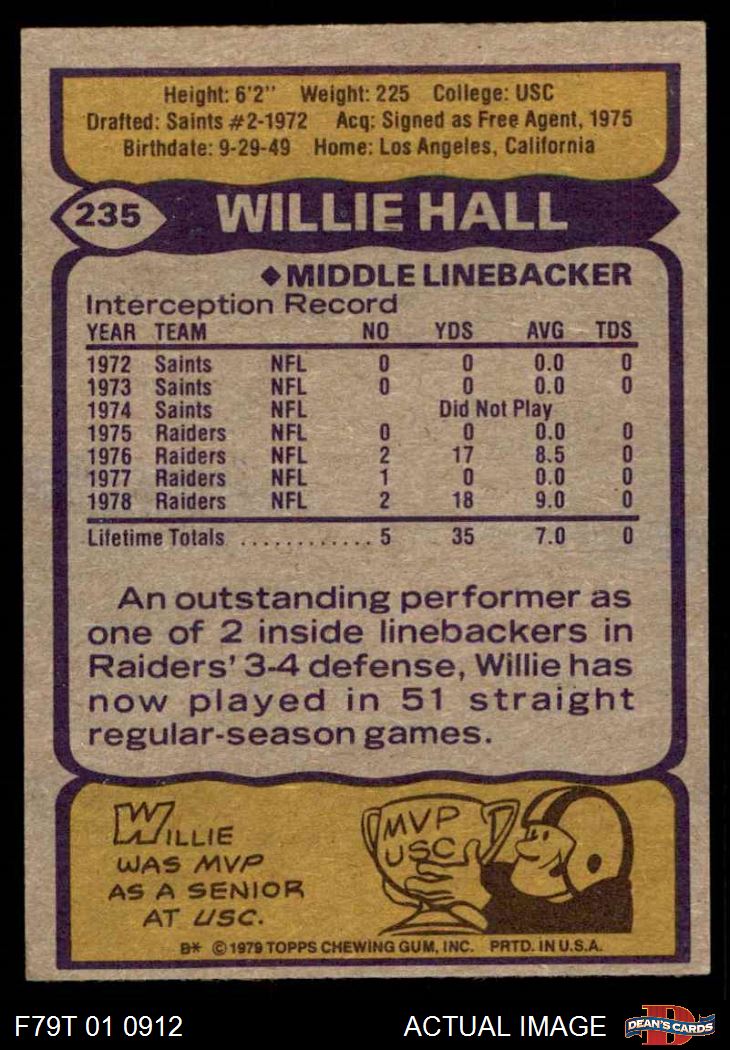 Height: 6'2" Weight: 225 College: USC
Drafted: Saints #2-1972 Acq: Signed as Free Agent, 1975
Birthdate: 9-29-49 Home: Los Angeles, California
235 WILLIE HALL
◆ MIDDLE LINEBACKER
Interception Record
YEAR TEAM NO YDS AVG TDS
1972 Saints NFL 0 0 0.0 0
1973 Saints NFL 0 0 0.0 0
1974 Saints NFL Did Not Play
1975 Raiders NFL 0 0 0.0 0
1976 Raiders NFL 2 17 8.5 0
1977 Raiders NFL 1 0 0.0 0
1978 Raiders NFL 2 18 9.0 0
Lifetime Totals ............ 5 35 7.0 0
An outstanding performer as
one of 2 inside linebackers in
Raiders' 3-4 defense, Willie has
now played in 51 straight
regular-season games.
WILLIE
WAS MVP
AS A SENIOR
AT USC.
MVP
USC
B* © 1979 TOPPS CHEWING GUM, INC. PRTD. IN U.S.A.
F79T 01 0912 ACTUAL IMAGE D DEAN'S CARDS